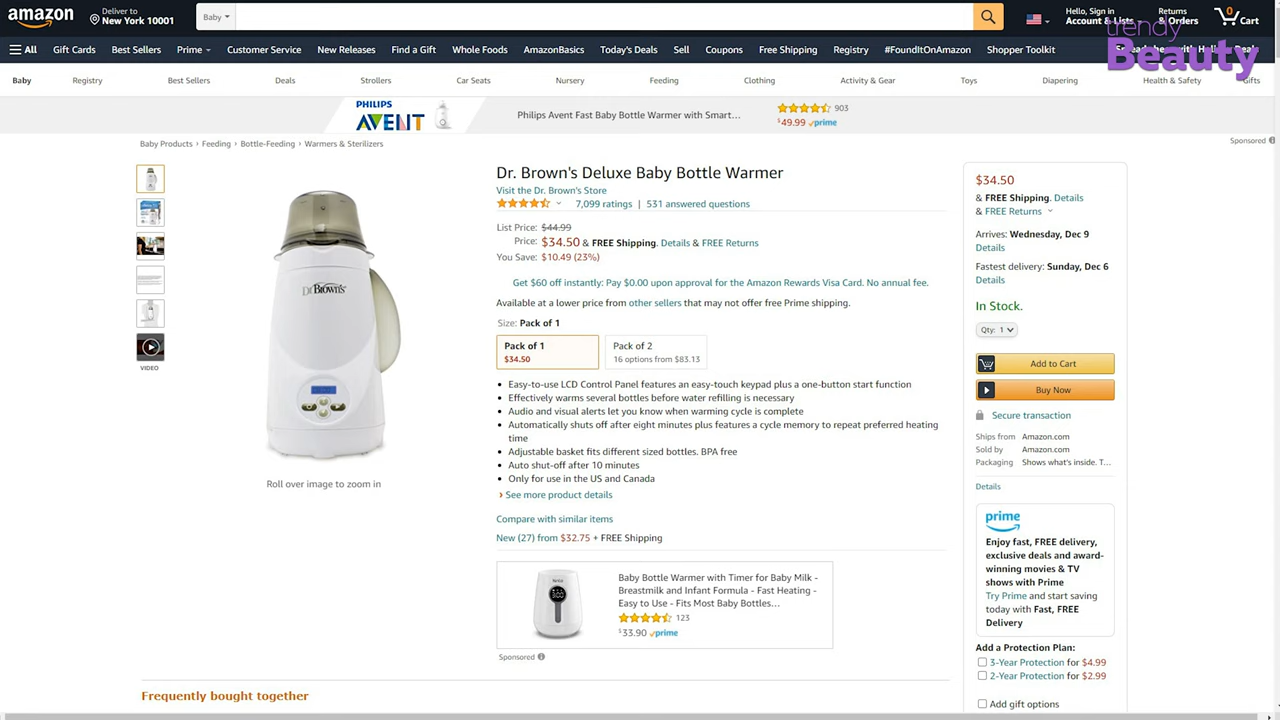 amazon
Deliver to
New York 10001
Baby
Hello, Sign in
Account & Lists
Returns
& Orders
0
Cart
trendy
Beauty
All
Gift Cards
Best Sellers
Prime
Customer Service
New Releases
Find a Gift
Whole Foods
AmazonBasics
Today's Deals
Sell
Coupons
Free Shipping
Registry
#FoundItOnAmazon
Shopper Toolkit
Baby
Registry
Best Sellers
Deals
Strollers
Car Seats
Nursery
Feeding
Clothing
Activity & Gear
Toys
Diapering
Health & Safety
Gifts
PHILIPS
AVENT
Philips Avent Fast Baby Bottle Warmer with Smart...
903
$49.99 prime
Sponsored
Baby Products › Feeding › Bottle-Feeding › Warmers & Sterilizers
VIDEO
Dr Brown's
Roll over image to zoom in
Dr. Brown's Deluxe Baby Bottle Warmer
Visit the Dr. Brown's Store
7,099 ratings | 531 answered questions
List Price: $44.99
Price: $34.50 & FREE Shipping. Details & FREE Returns
You Save: $10.49 (23%)
Get $60 off instantly: Pay $0.00 upon approval for the Amazon Rewards Visa Card. No annual fee.
Available at a lower price from other sellers that may not offer free Prime shipping.
Size: Pack of 1
Pack of 1
$34.50
Pack of 2
16 options from $83.13
• Easy-to-use LCD Control Panel features an easy-touch keypad plus a one-button start function
• Effectively warms several bottles before water refilling is necessary
• Audio and visual alerts let you know when warming cycle is complete
• Automatically shuts off after eight minutes plus features a cycle memory to repeat preferred heating
time
• Adjustable basket fits different sized bottles. BPA free
• Auto shut-off after 10 minutes
• Only for use in the US and Canada
› See more product details
Compare with similar items
New (27) from $32.75 + FREE Shipping
Baby Bottle Warmer with Timer for Baby Milk -
Breastmilk and Infant Formula - Fast Heating -
Easy to Use - Fits Most Baby Bottles...
123
$33.90 prime
Sponsored
$34.50
& FREE Shipping. Details
& FREE Returns
Arrives: Wednesday, Dec 9
Details
Fastest delivery: Sunday, Dec 6
Details
In Stock.
Qty: 1
Add to Cart
Buy Now
Secure transaction
Ships from Amazon.com
Sold by Amazon.com
Packaging Shows what's inside. T...
Details
prime
Enjoy fast, FREE delivery,
exclusive deals and award-
winning movies & TV
shows with Prime
Try Prime and start saving
today with Fast, FREE
Delivery
Add a Protection Plan:
3-Year Protection for $4.99
2-Year Protection for $2.99
Add gift options
Frequently bought together